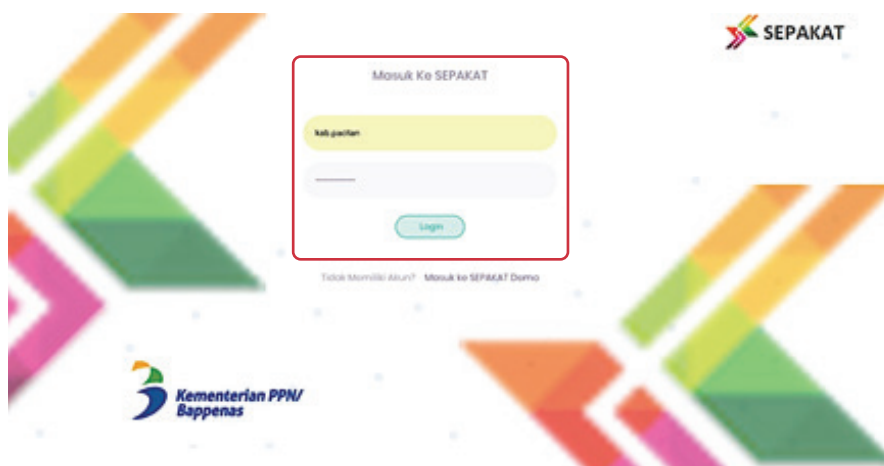 SEPAKAT
Masuk Ke SEPAKAT
kab.pacitan
Login
Tidak Memiliki Akun? Masuk ke SEPAKAT Demo
Kementerian PPN/
Bappenas